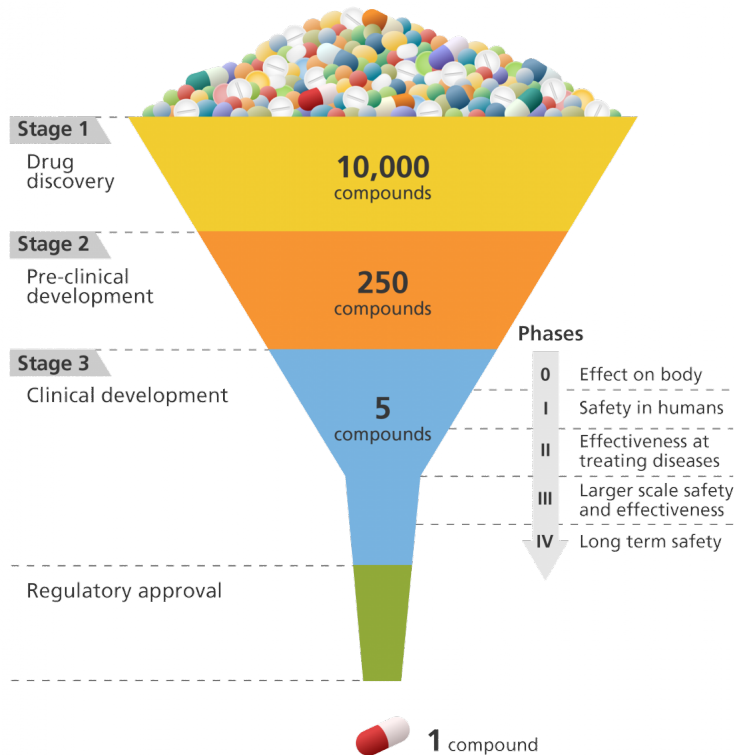 Stage 1
Drug
discovery
10,000
compounds
Stage 2
Pre-clinical
development
250
compounds
Phases
Stage 3
Clinical development
5
compounds
0 Effect on body
I Safety in humans
II Effectiveness at
treating diseases
III Larger scale safety
and effectiveness
IV Long term safety
Regulatory approval
1 compound